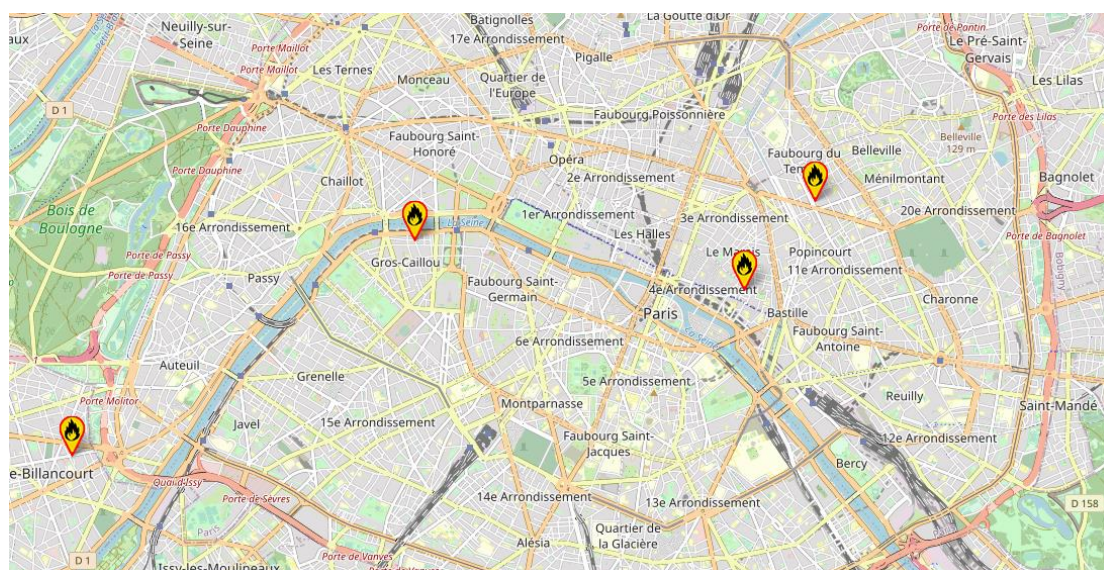 aux
Neuilly-sur-
Seine
Porte Maillot
Porte Maillot
Les Ternes
Monceau
Batignolles
17e Arrondissement
Quartier de
l'Europe
Pigalle
La Goutte d'Or
Porte de Pantin
Le Pré-Saint-
Gervais
Les Lilas
Porte des Lilas
D 1
Porte Dauphine
Porte Dauphine
Faubourg Saint-
Honoré
Faubourg Poissonnière
Opéra
2e Arrondissement
Faubourg du
Belleville
Belleville
129 m
Ménilmontant
Bagnolet
Chaillot
Bois de
Boulogne
16e Arrondissement
La Seine
1er Arrondissement
Les Halles
3e Arrondissement
20e Arrondissement
Porte de Bagnolet
Porte de Passy
Porte de Passy
Passy
Gros-Caillou
Faubourg Saint-
Germain
Le Marais
4e Arrondissement
Popincourt
11e Arrondissement
Charonne
Paris
Bastille
La Seine
6e Arrondissement
Faubourg Saint-
Antoine
Auteuil
Grenelle
5e Arrondissement
Reuilly
Saint-Mandé
Porte Molitor
Javel
15e Arrondissement
Montparnasse
Faubourg Saint-
Jacques
12e Arrondissement
Bercy
e-Billancourt
Quai d'Issy
Porte de Sèvres
14e Arrondissement
13e Arrondissement
D 158
Paris
Alésia
Quartier de
la Glacière
D 1
Issy-les-Moulineaux
Porte de Vanves